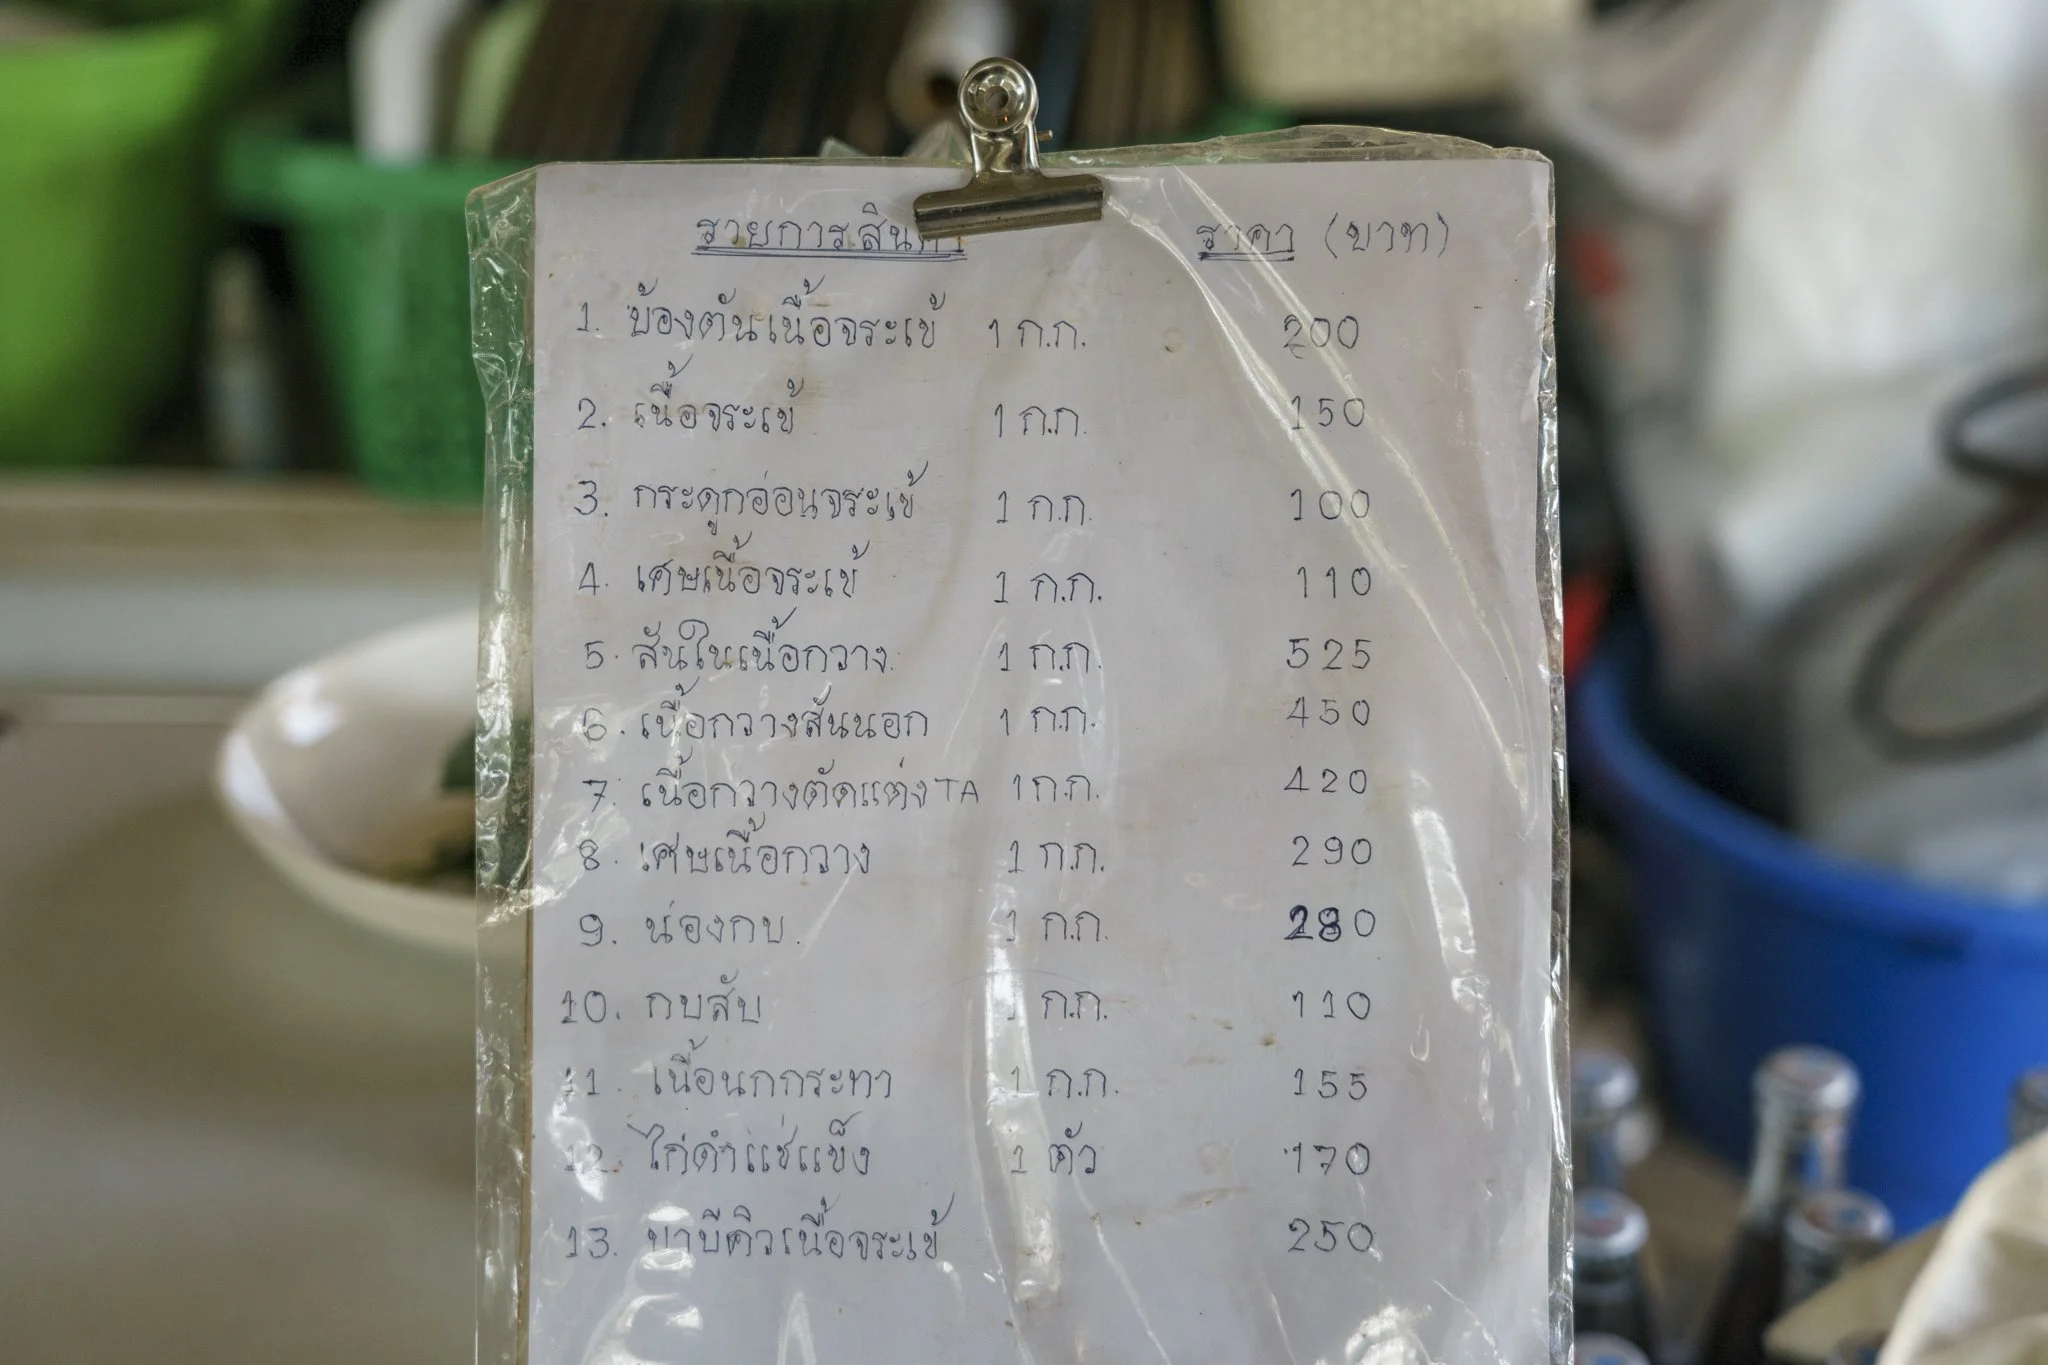 รายการสินค้า ราคา (บาท)
1. บ้องตันเนื้อจระเข้ 1 ก.ก. 200
2. เนื้อจระเข้ 1 ก.ก. 150
3. กระดูกอ่อนจระเข้ 1 ก.ก. 100
4. เศษเนื้อจระเข้ 1 ก.ก. 110
5. สันในเนื้อกวาง 1 ก.ก. 525
6. เนื้อกวางสันนอก 1 ก.ก. 450
7. เนื้อกวางตัดแต่งTA 1 ก.ก. 420
8. เศษเนื้อกวาง 1 ก.ก. 290
9. น่องกบ 1 ก.ก. 280
10. กบสับ 1 ก.ก. 110
11. เนื้อนกกระทา 1 ก.ก. 155
12. ไก่ดำแช่แข็ง 1 ตัว 170
13. บาบีคิวเนื้อจระเข้ 250